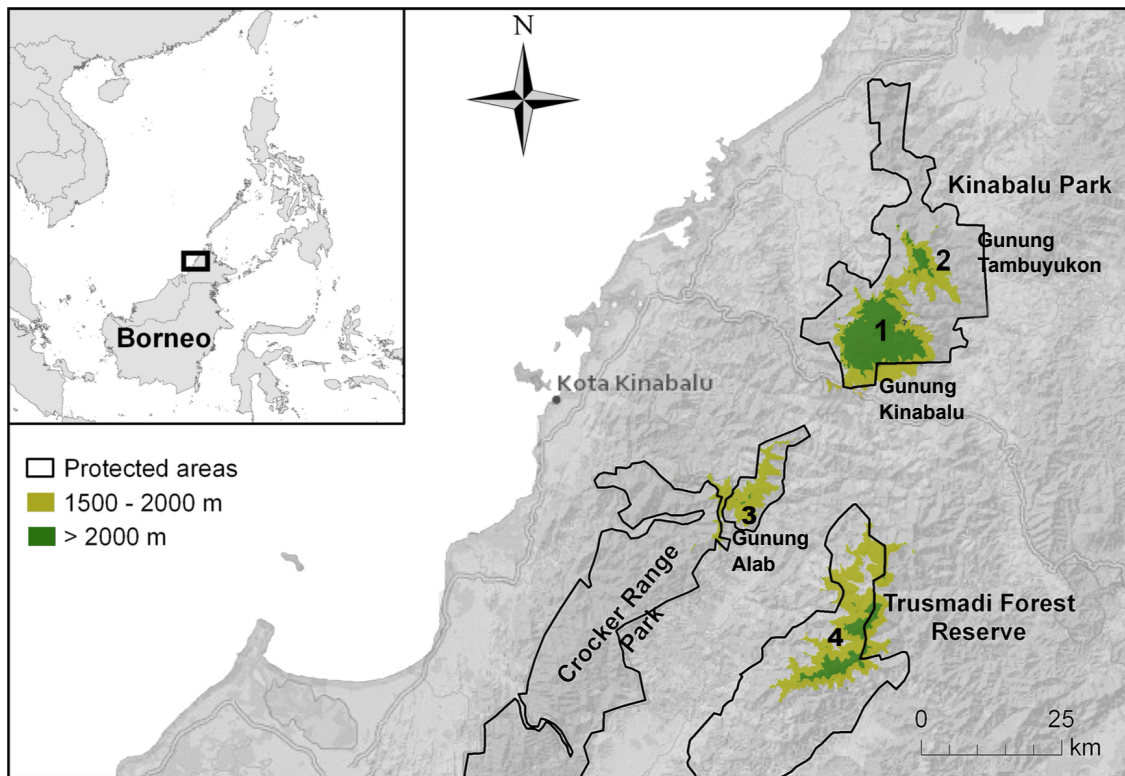 N
Borneo
Kinabalu Park
Gunung
Tambuyukon
2
1
Gunung
Kinabalu
Kota Kinabalu
Protected areas
1500 - 2000 m
> 2000 m
3
Gunung
Alab
Crocker Range
Park
Trusmadi Forest
Reserve
4
0 25
km